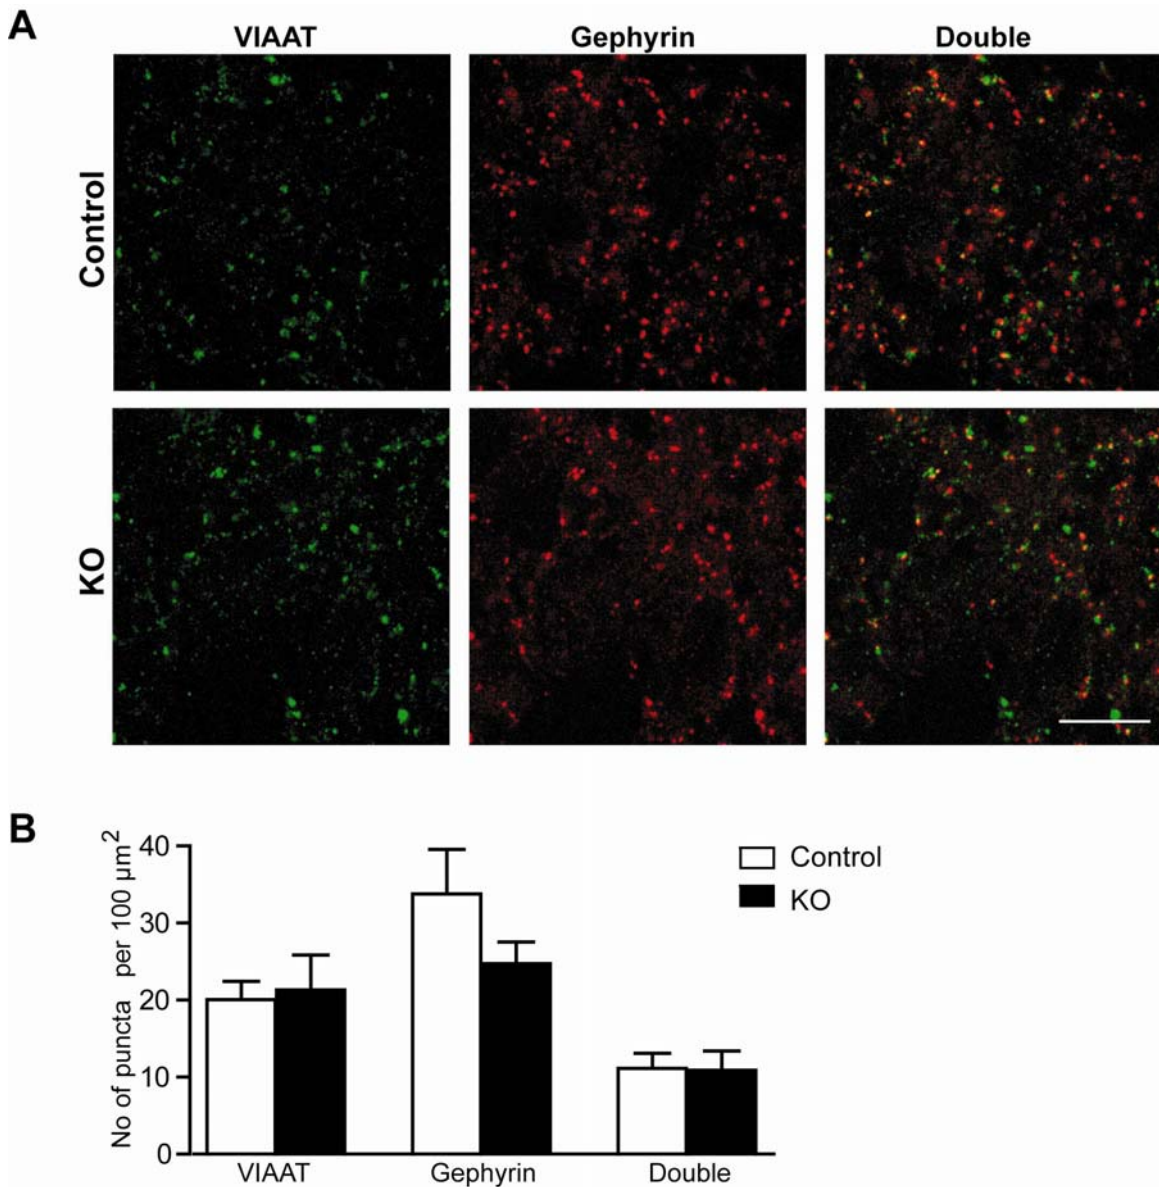 A
VIAAT Gephyrin Double
Control
KO
B
No of puncta per 100 µm²
40
30
20
10
0
VIAAT Gephyrin Double
Control
KO